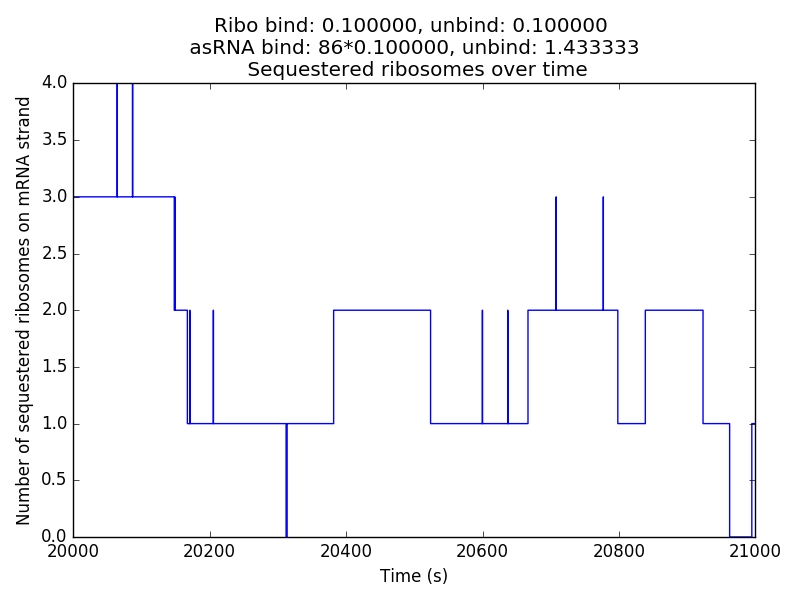 Ribo bind: 0.100000, unbind: 0.100000
asRNA bind: 86*0.100000, unbind: 1.433333
Sequestered ribosomes over time
4.0
3.5
3.0
2.5
2.0
1.5
1.0
0.5
0.0
Number of sequestered ribosomes on mRNA strand
20000 20200 20400 20600 20800 21000
Time (s)